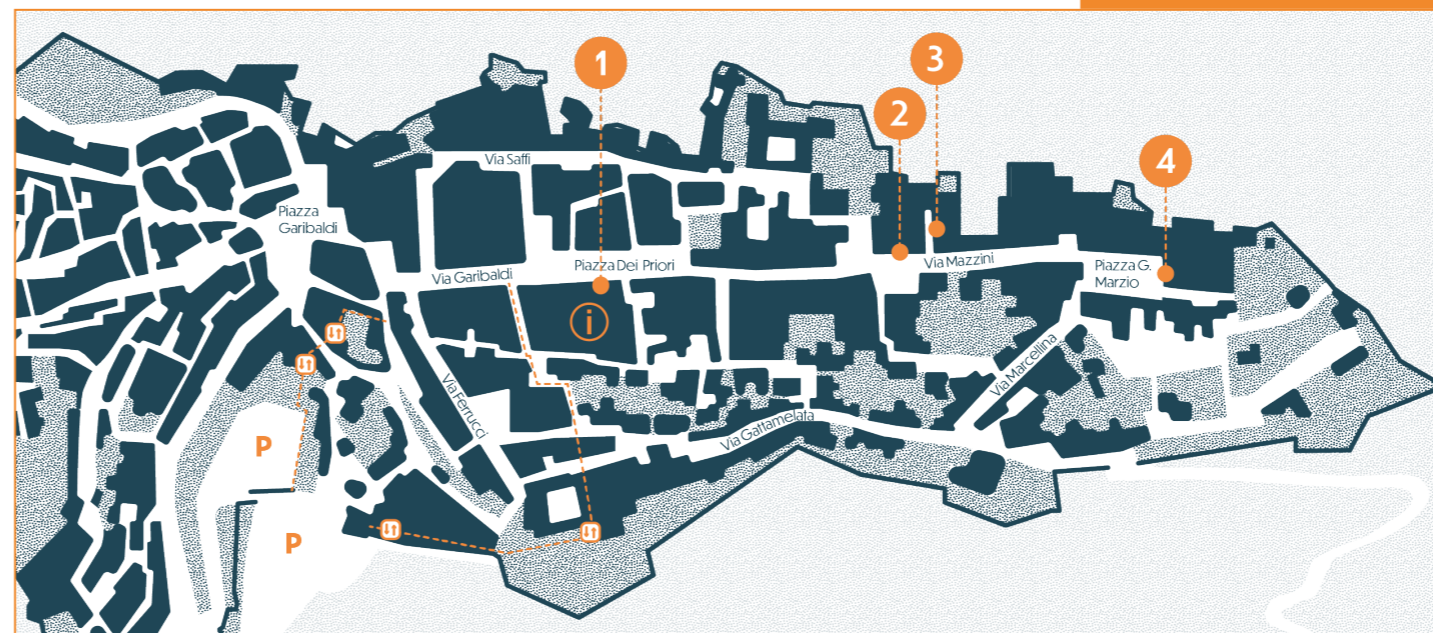 1
3
2
4
Via Saffi
Piazza
Garibaldi
Via Garibaldi
Piazza Dei Priori
Via Mazzini
Piazza G.
Marzio
i
Via Marcellina
Via Ferrucci
Via Gattamelata
P
P